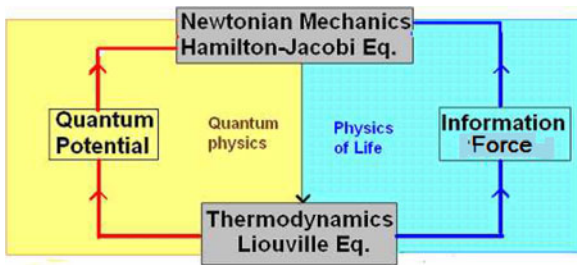 Newtonian Mechanics
Hamilton-Jacobi Eq.
Quantum
Potential
Quantum
physics
Physics
of Life
Information
Force
Thermodynamics
Liouville Eq.